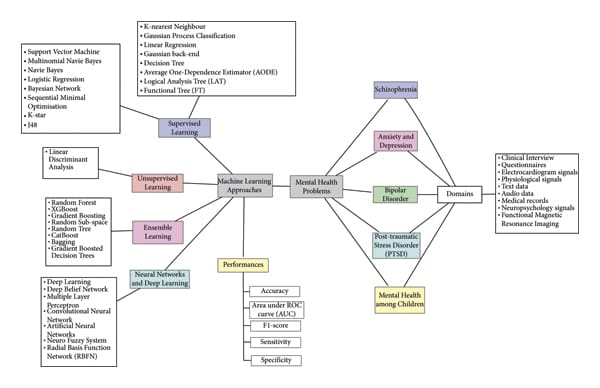 • K-nearest Neighbour
• Gaussian Process Classification
• Linear Regression
• Gaussian back-end
• Decision Tree
• Average One-Dependence Estimator (AODE)
• Logical Analysis Tree (LAT)
• Functional Tree (FT)
• Support Vector Machine
• Multinomial Navie Bayes
• Navie Bayes
• Logistic Regression
• Bayesian Network
• Sequential Minimal
Optimisation
• K-star
• J48
Supervised
Learning
• Linear
Discriminant
Analysis
Unsupervised
Learning
• Random Forest
• XGBoost
• Gradient Boosting
• Random Sub-space
• Random Tree
• CatBoost
• Bagging
• Gradient Boosted
Decision Trees
Ensemble
Learning
• Deep Learning
• Deep Belief Network
• Multiple Layer
Perceptron
• Convolutional Neural
Network
• Artificial Neural
Networks
• Neuro Fuzzy System
• Radial Basis Function
Network (RBFN)
Neural Networks
and Deep Learning
Machine Learning
Approaches
Performances
Accuracy
Area under ROC
curve (AUC)
F1-score
Sensitivity
Specificity
Mental Health
Problems
Schizophrenia
Anxiety and
Depression
Bipolar
Disorder
Post-traumatic
Stress Disorder
(PTSD)
Mental Health
among Children
Domains
• Clinical Interview
• Questionnaires
• Electrocardiogram signals
• Physiological signals
• Text data
• Audio data
• Medical records
• Neuropsychology signals
• Functional Magnetic
Resonance Imaging